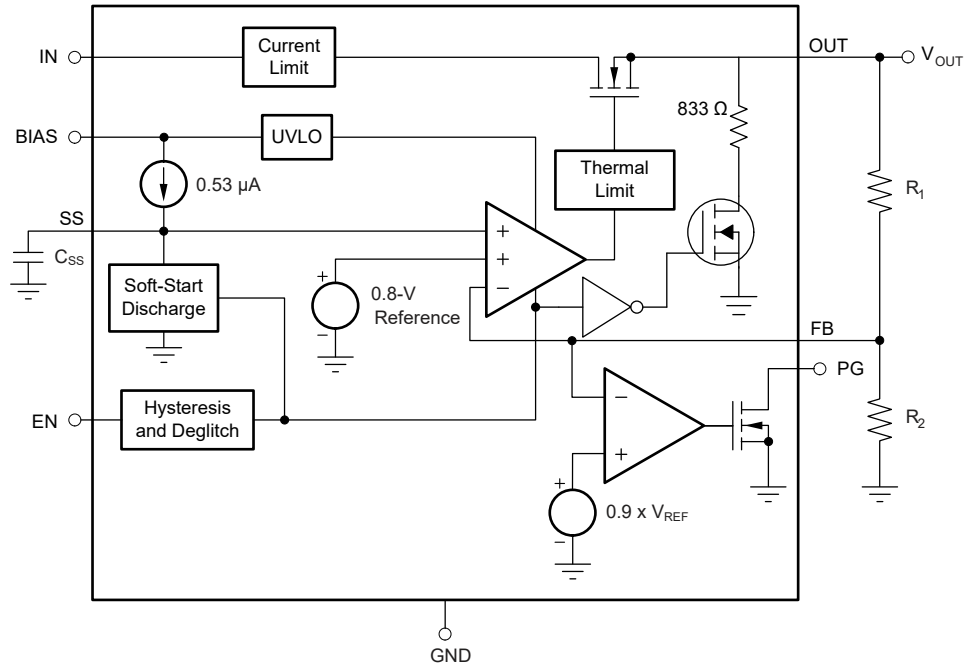 IN
Current
Limit
OUT
V_OUT
833 Ω
BIAS
UVLO
Thermal
Limit
0.53 µA
R_1
SS
C_SS
+
+
−
Soft-Start
Discharge
+
0.8-V
Reference
−
FB
PG
EN
Hysteresis
and Deglitch
−
+
R_2
+
0.9 x V_REF
−
GND